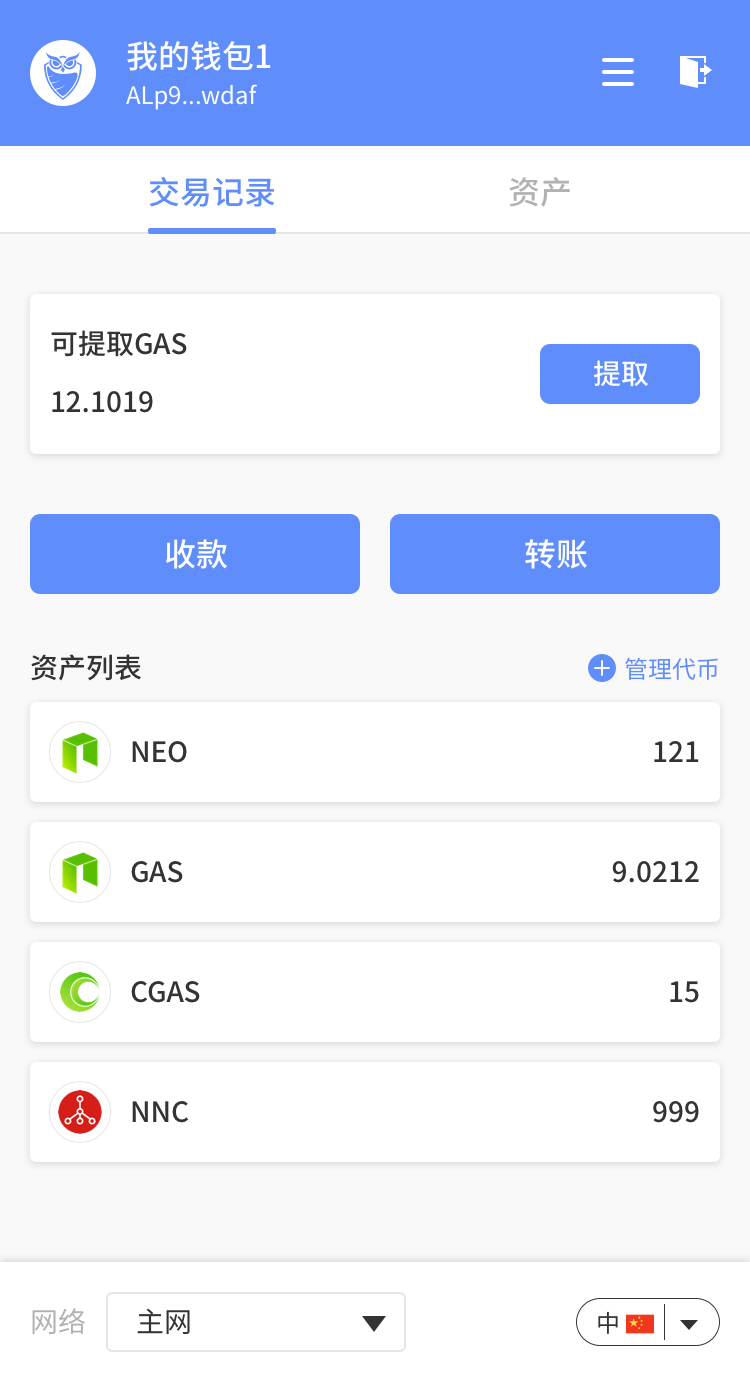 我的钱包1
ALp9...wdaf
交易记录
资产
可提取GAS
12.1019
提取
收款
转账
资产列表
管理代币
NEO
121
GAS
9.0212
CGAS
15
NNC
999
网络
主网
中